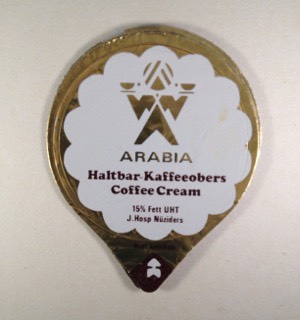 ARABIA
Haltbar-Kaffeeobers
Coffee Cream
15% Fett UHT
J.Hosp Nüziders